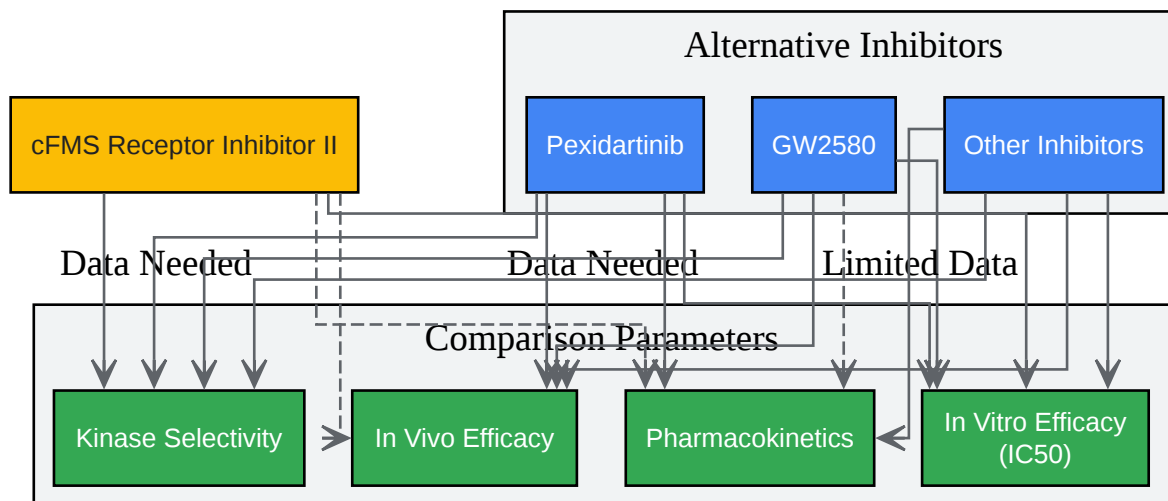 Alternative Inhibitors
cFMS Receptor Inhibitor II
Pexidartinib
GW2580
Other Inhibitors
Data Needed
Data Needed
Limited Data
Comparison Parameters
Kinase Selectivity
In Vivo Efficacy
Pharmacokinetics
In Vitro Efficacy
(IC50)